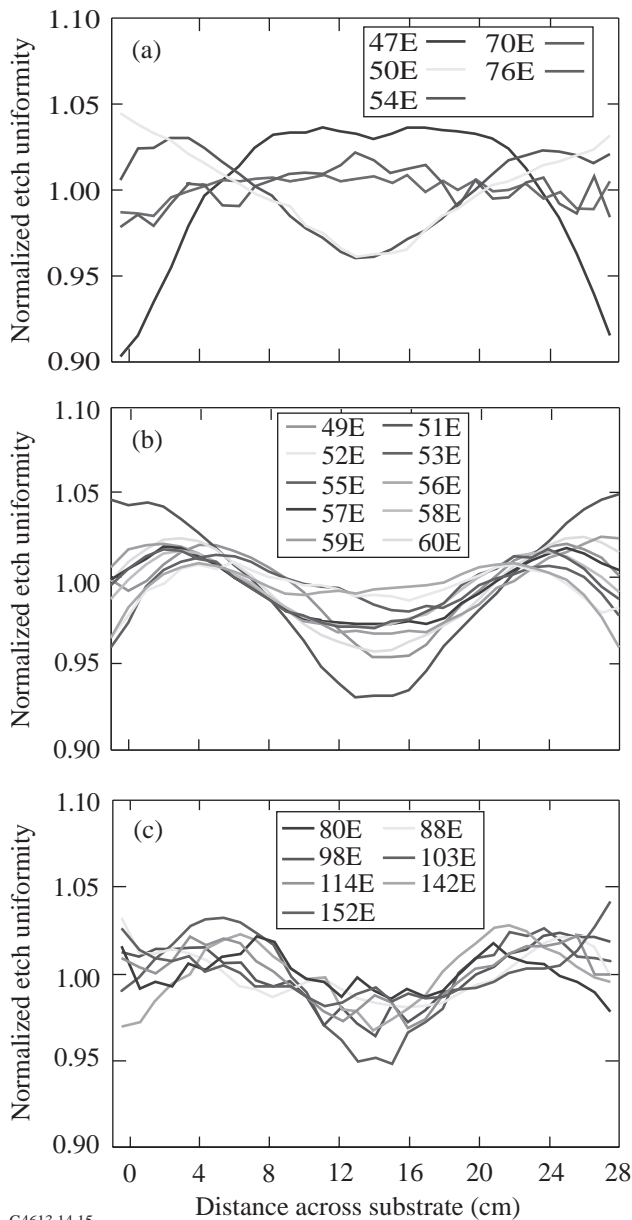 (a)
47E 70E
50E 76E
54E
Normalized etch uniformity
1.10
1.05
1.00
0.95
0.90
(b)
49E 51E
52E 53E
55E 56E
57E 58E
59E 60E
Normalized etch uniformity
1.10
1.05
1.00
0.95
0.90
(c)
80E 88E
98E 103E
114E 142E
152E
Normalized etch uniformity
1.10
1.05
1.00
0.95
0.90
0 4 8 12 16 20 24 28
Distance across substrate (cm)